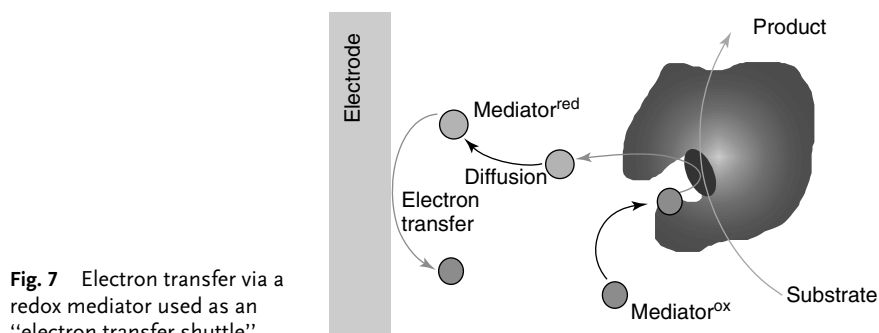 Electrode
Product
Mediator^red
Diffusion
Electron
transfer
Mediator^ox
Substrate
Fig. 7 Electron transfer via a
redox mediator used as an
‘‘electron transfer shuttle’’